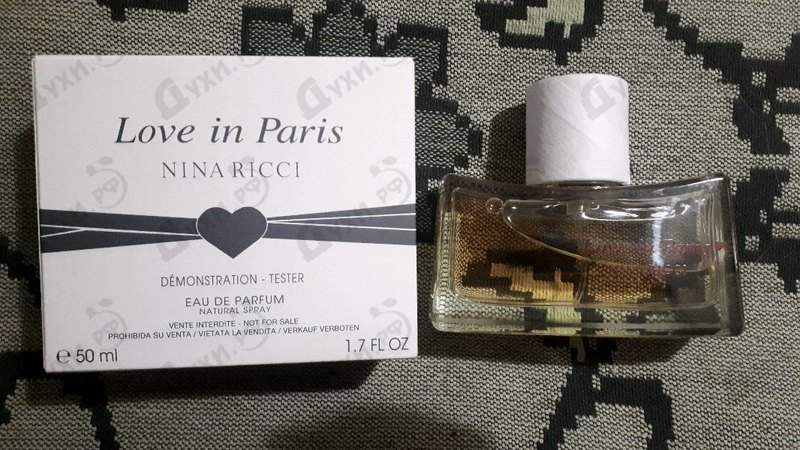 Love in Paris
NINA RICCI
DÉMONSTRATION - TESTER
EAU DE PARFUM
NATURAL SPRAY
VENTE INTERDITE - NOT FOR SALE
PROHIBIDA SU VENTA / VIETATA LA VENDITA / VERKAUF VERBOTEN
℮ 50 ml
1.7 FL OZ
Духи.рф